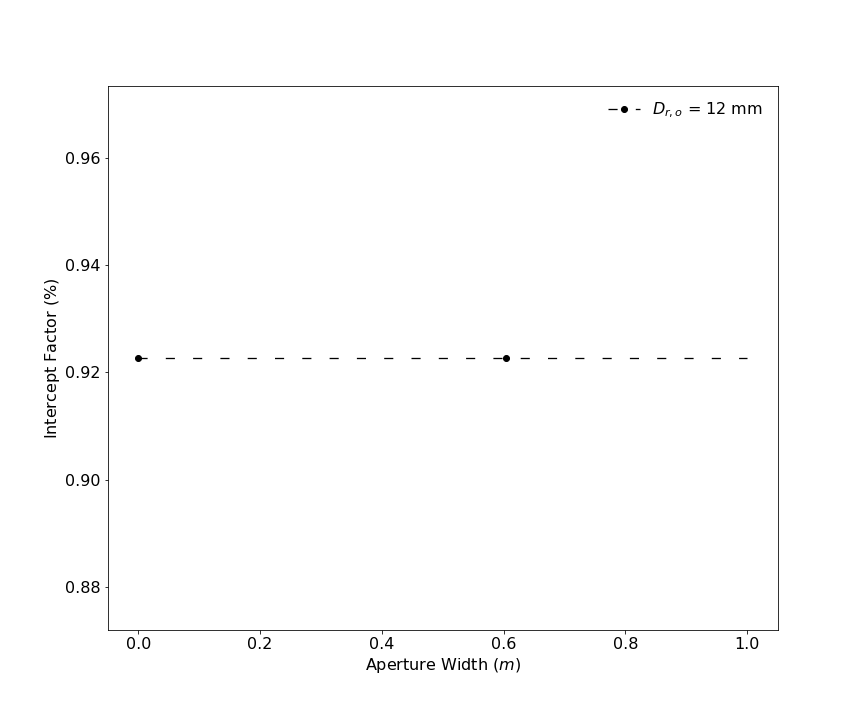 D_{r,o} = 12 mm
0.96
0.94
0.92
0.90
0.88
Intercept Factor (%)
0.0 0.2 0.4 0.6 0.8 1.0
Aperture Width (m)